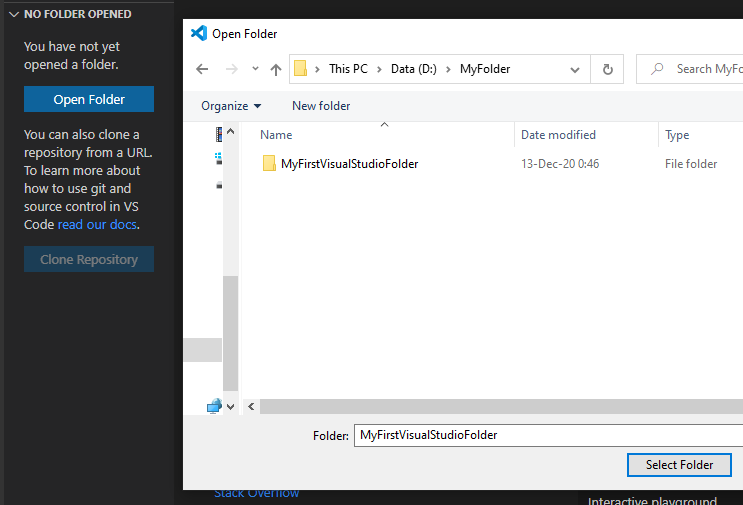 NO FOLDER OPENED
You have not yet
opened a folder.
Open Folder
You can also clone a
repository from a URL.
To learn more about
how to use git and
source control in VS
Code read our docs.
Clone Repository
Open Folder
This PC
Data (D:)
MyFolder
Search MyFo
Organize
New folder
Name
Date modified
Type
MyFirstVisualStudioFolder
13-Dec-20 0:46
File folder
Folder:
MyFirstVisualStudioFolder
Select Folder
Stack Overflow
Interactive playground